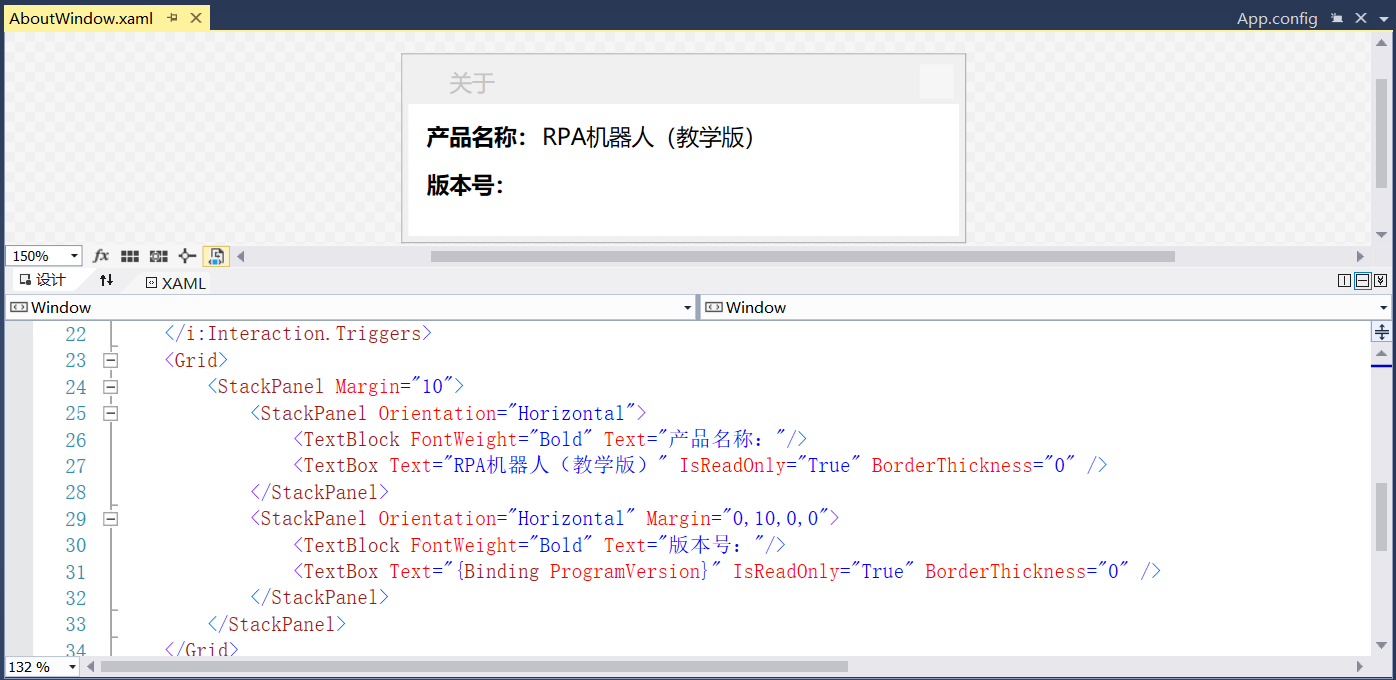 AboutWindow.xaml
App.config
关于
产品名称：RPA机器人（教学版）
版本号：
150%
fx
设计
XAML
Window
Window
22 </i:Interaction.Triggers>
23 <Grid>
24 <StackPanel Margin="10">
25 <StackPanel Orientation="Horizontal">
26 <TextBlock FontWeight="Bold" Text="产品名称："/>
27 <TextBox Text="RPA机器人（教学版）" IsReadOnly="True" BorderThickness="0" />
28 </StackPanel>
29 <StackPanel Orientation="Horizontal" Margin="0,10,0,0">
30 <TextBlock FontWeight="Bold" Text="版本号："/>
31 <TextBox Text="{Binding ProgramVersion}" IsReadOnly="True" BorderThickness="0" />
32 </StackPanel>
33 </StackPanel>
34 </Grid>
132 %